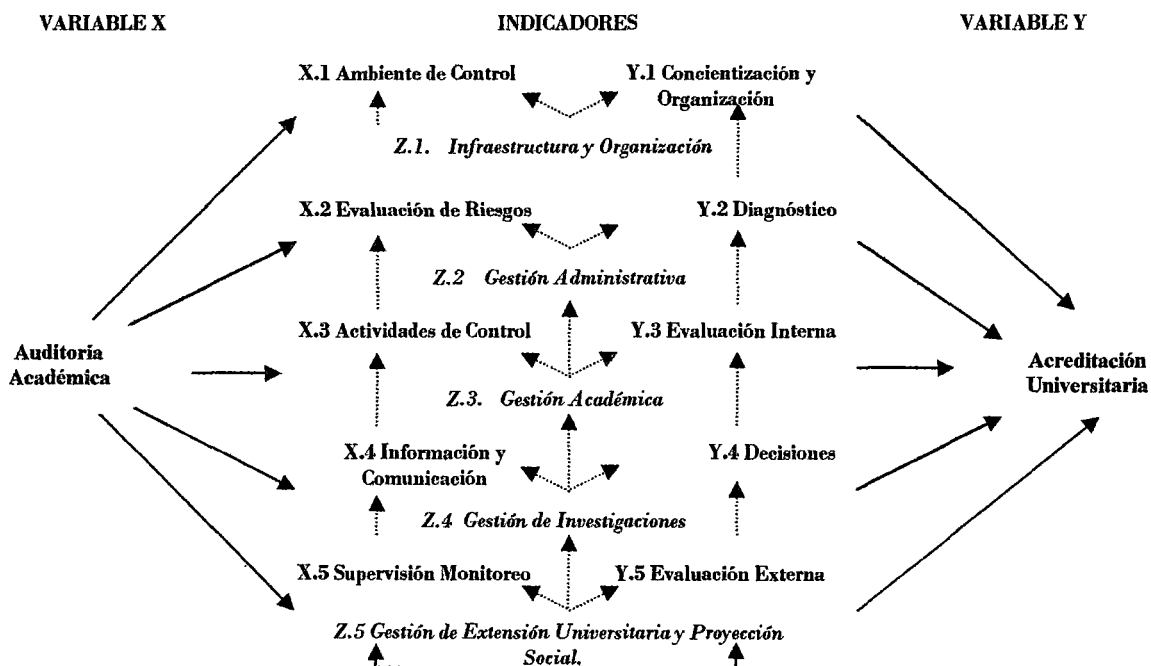 VARIABLE X
INDICADORES
VARIABLE Y
X.1 Ambiente de Control
Y.1 Concientización y
Organización
Z.1. Infraestructura y Organización
X.2 Evaluación de Riesgos
Y.2 Diagnóstico
Z.2 Gestión Administrativa
X.3 Actividades de Control
Y.3 Evaluación Interna
Auditoría
Académica
Acreditación
Universitaria
Z.3. Gestión Académica
X.4 Información y
Comunicación
Y.4 Decisiones
Z.4 Gestión de Investigaciones
X.5 Supervisión Monitoreo
Y.5 Evaluación Externa
Z.5 Gestión de Extensión Universitaria y Proyección
Social.